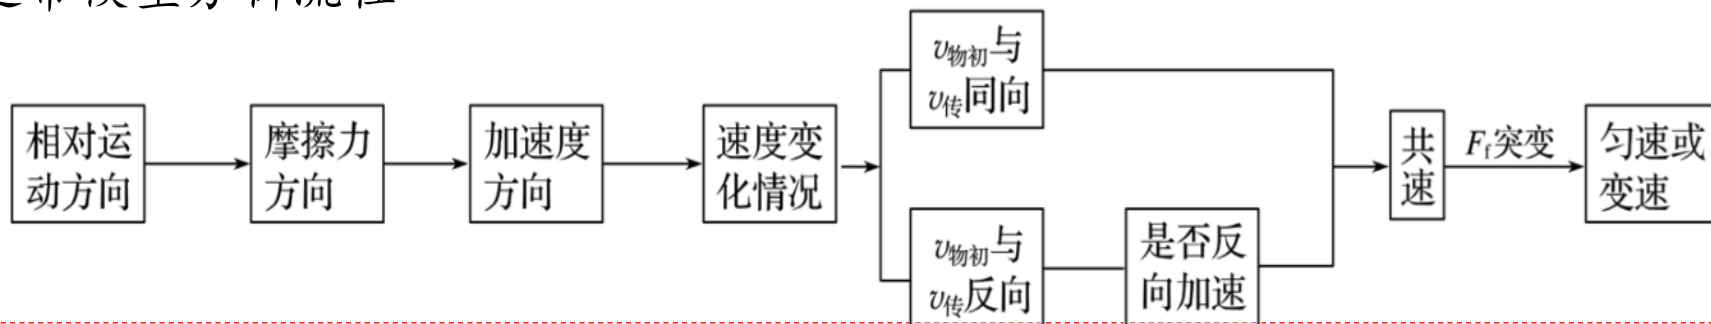 相对运
动方向
摩擦力
方向
加速度
方向
速度变
化情况
v物初与
v传同向
v物初与
v传反向
是否反
向加速
共
速
Ff突变
匀速或
变速